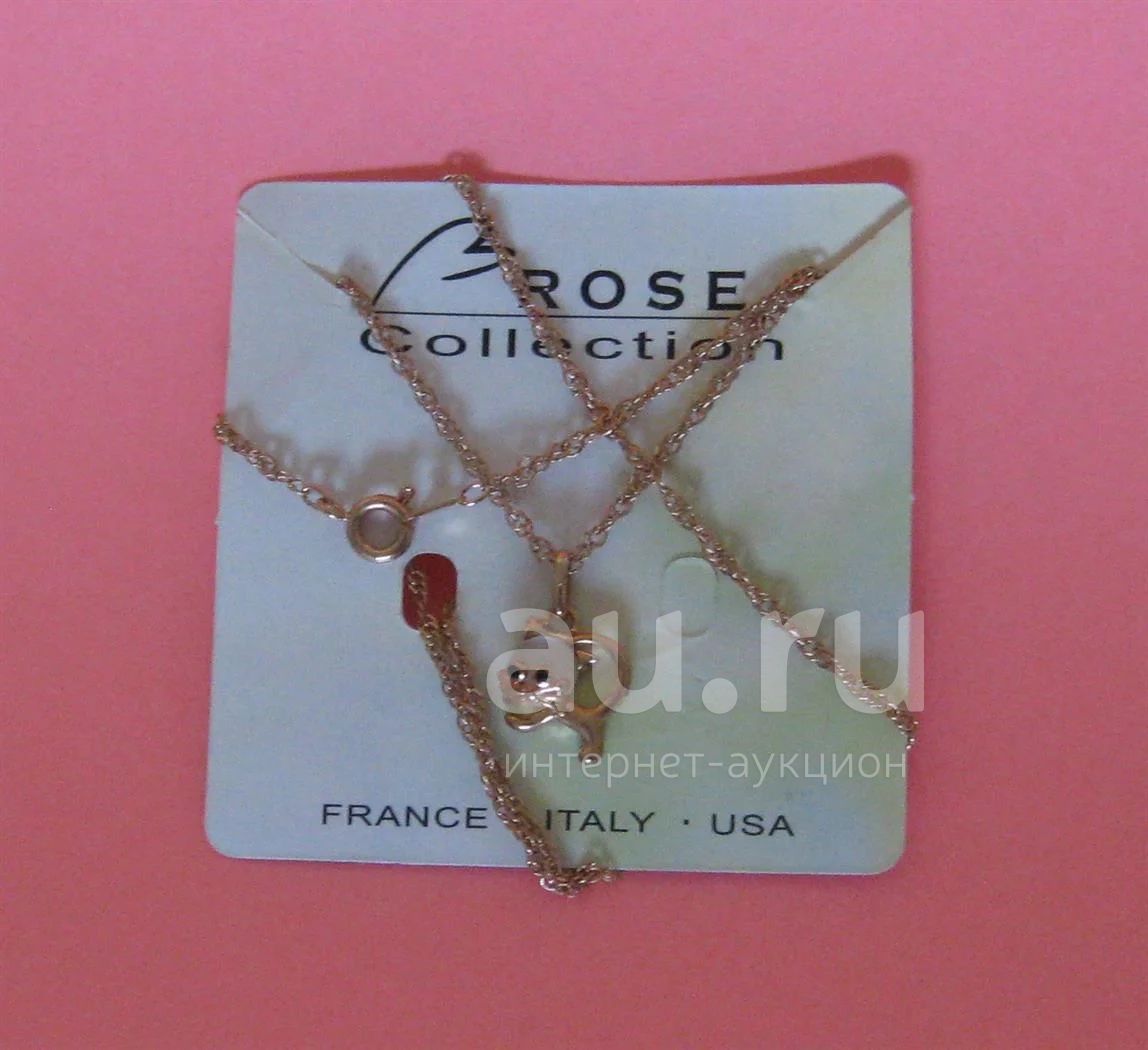 ROSE
Collection
au.ru
интернет-аукцион
FRANCE ITALY · USA